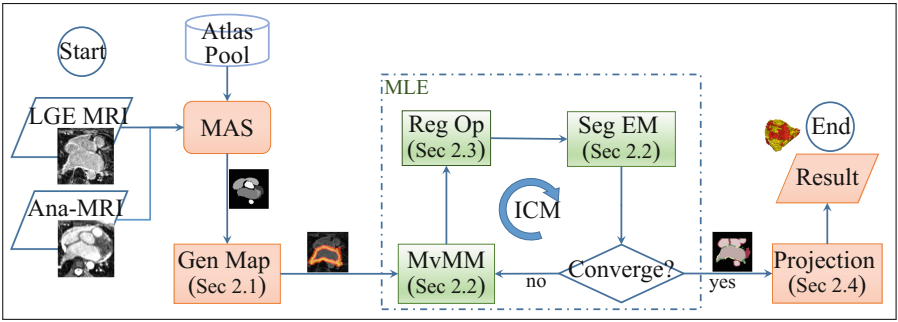 Start
Atlas
Pool
LGE MRI
MAS
Ana-MRI
Gen Map
(Sec 2.1)
MLE
Reg Op
(Sec 2.3)
Seg EM
(Sec 2.2)
ICM
MvMM
(Sec 2.2)
Converge?
no
yes
Projection
(Sec 2.4)
Result
End